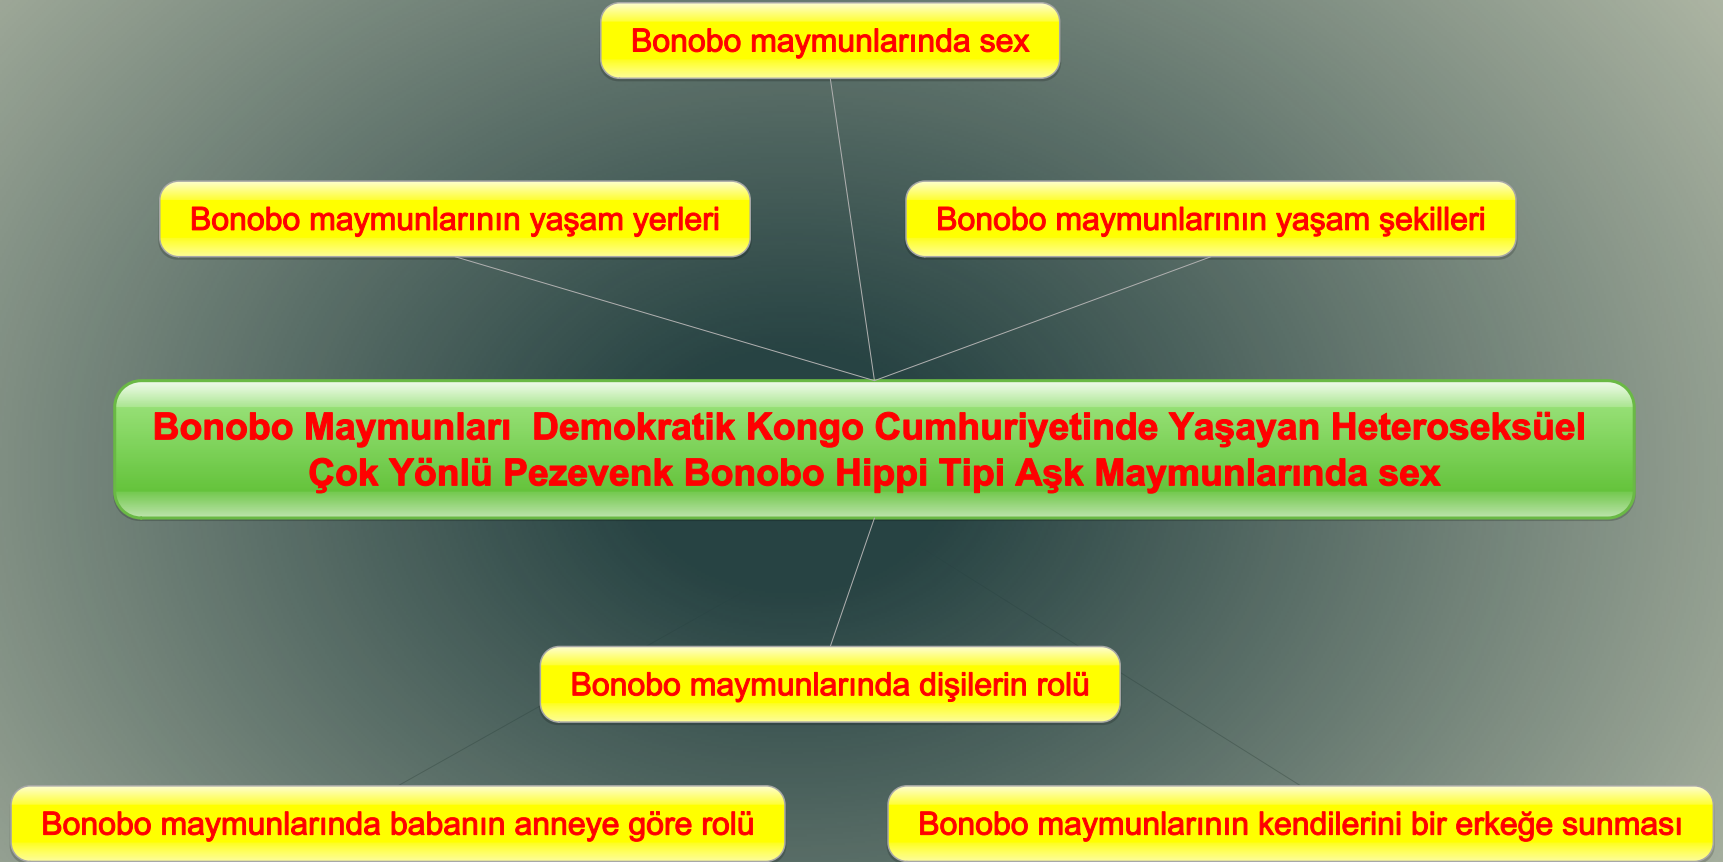 Bonobo maymunlarında sex
Bonobo maymunlarının yaşam yerleri
Bonobo maymunlarının yaşam şekilleri
Bonobo Maymunları  Demokratik Kongo Cumhuriyetinde Yaşayan Heteroseksüel
Çok Yönlü Pezevenk Bonobo Hippi Tipi Aşk Maymunlarında sex
Bonobo maymunlarında dişilerin rolü
Bonobo maymunlarında babanın anneye göre rolü
Bonobo maymunlarının kendilerini bir erkeğe sunması